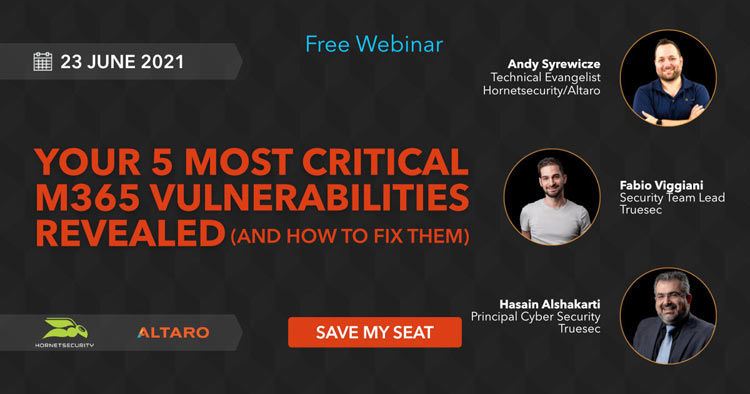 Free Webinar
23 JUNE 2021
Andy Syrewicze
Technical Evangelist
Hornetsecurity/Altaro
YOUR 5 MOST CRITICAL
M365 VULNERABILITIES
REVEALED (AND HOW TO FIX THEM)
Fabio Viggiani
Security Team Lead
Truesec
Hasain Alshakarti
Principal Cyber Security
Truesec
HORNETSECURITY
ALTARO
SAVE MY SEAT